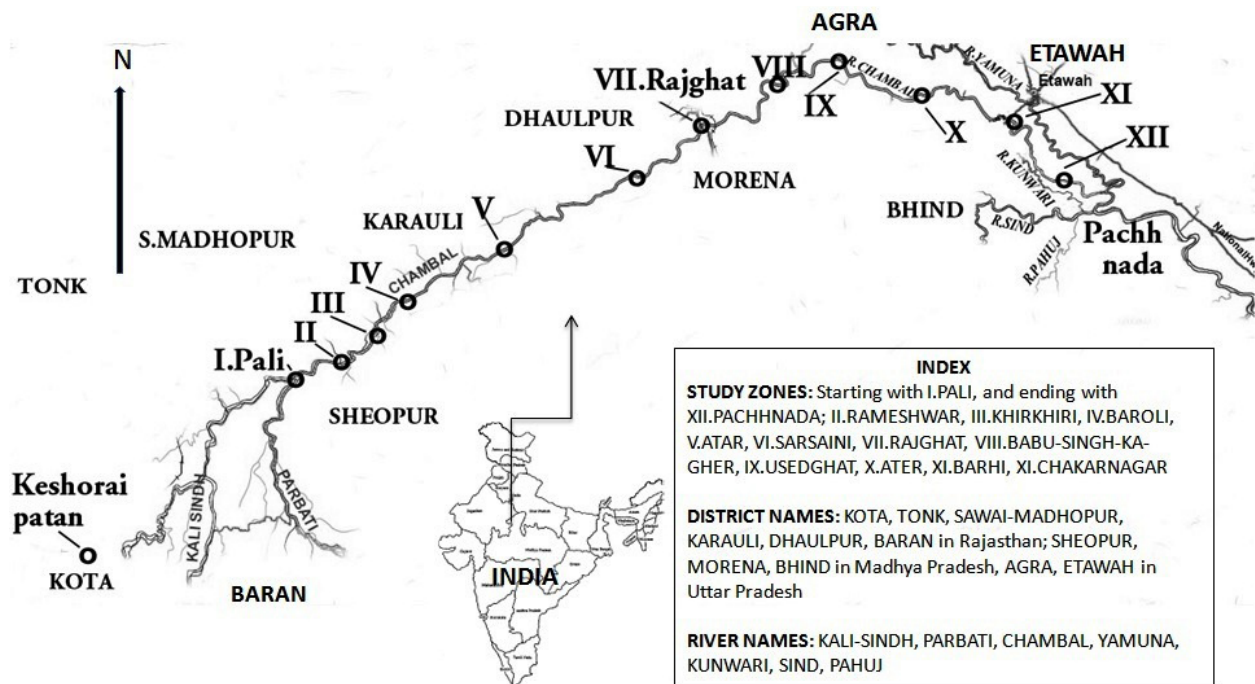 AGRA
N
ETAWAH
R.YAMUNA
Etawah
VIII
VII.Rajghat
R.CHAMBAL
XI
IX
DHAULPUR
X
XII
VI
MORENA
R.KUNWARI
KARAULI
V
BHIND
S.MADHOPUR
R.SIND
Pachh
nada
NationalHw
CHAMBAL
R.PAHUJ
TONK
IV
III
II
I.Pali
SHEOPUR
Keshorai
patan
KALI SINDH
PARBATI
KOTA
BARAN
INDIA
INDEX
STUDY ZONES: Starting with I.PALI, and ending with
XII.PACHHNADA; II.RAMESHWAR, III.KHIRKHIRI, IV.BAROLI,
V.ATAR, VI.SARSAINI, VII.RAJGHAT, VIII.BABU-SINGH-KA-
GHER, IX.USEDGHAT, X.ATER, XI.BARHI, XI.CHAKARNAGAR
DISTRICT NAMES: KOTA, TONK, SAWAI-MADHOPUR,
KARAULI, DHAULPUR, BARAN in Rajasthan; SHEOPUR,
MORENA, BHIND in Madhya Pradesh, AGRA, ETAWAH in
Uttar Pradesh
RIVER NAMES: KALI-SINDH, PARBATI, CHAMBAL, YAMUNA,
KUNWARI, SIND, PAHUJ